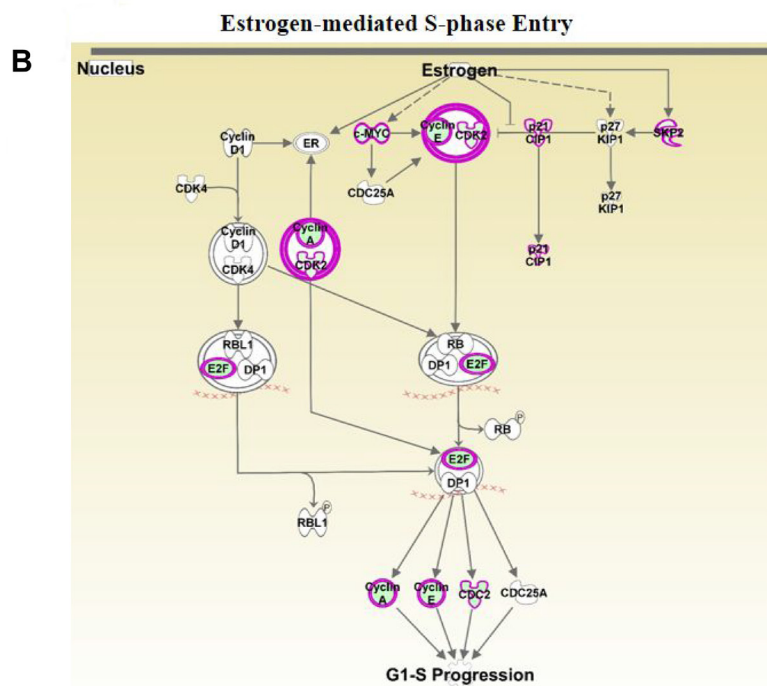 Estrogen-mediated S-phase Entry
B
Nucleus
Estrogen
Cyclin
D1
ER
c-MYC
Cyclin
E
CDK2
p21
CIP1
p27
KIP1
SKP2
CDK4
CDC25A
p27
KIP1
Cyclin
D1
CDK4
Cyclin
A
CDK2
p21
CIP1
RBL1
E2F
DP1
RB
DP1
E2F
P
RB
E2F
DP1
P
RBL1
Cyclin
A
Cyclin
E
CDC2
CDC25A
G1-S Progression